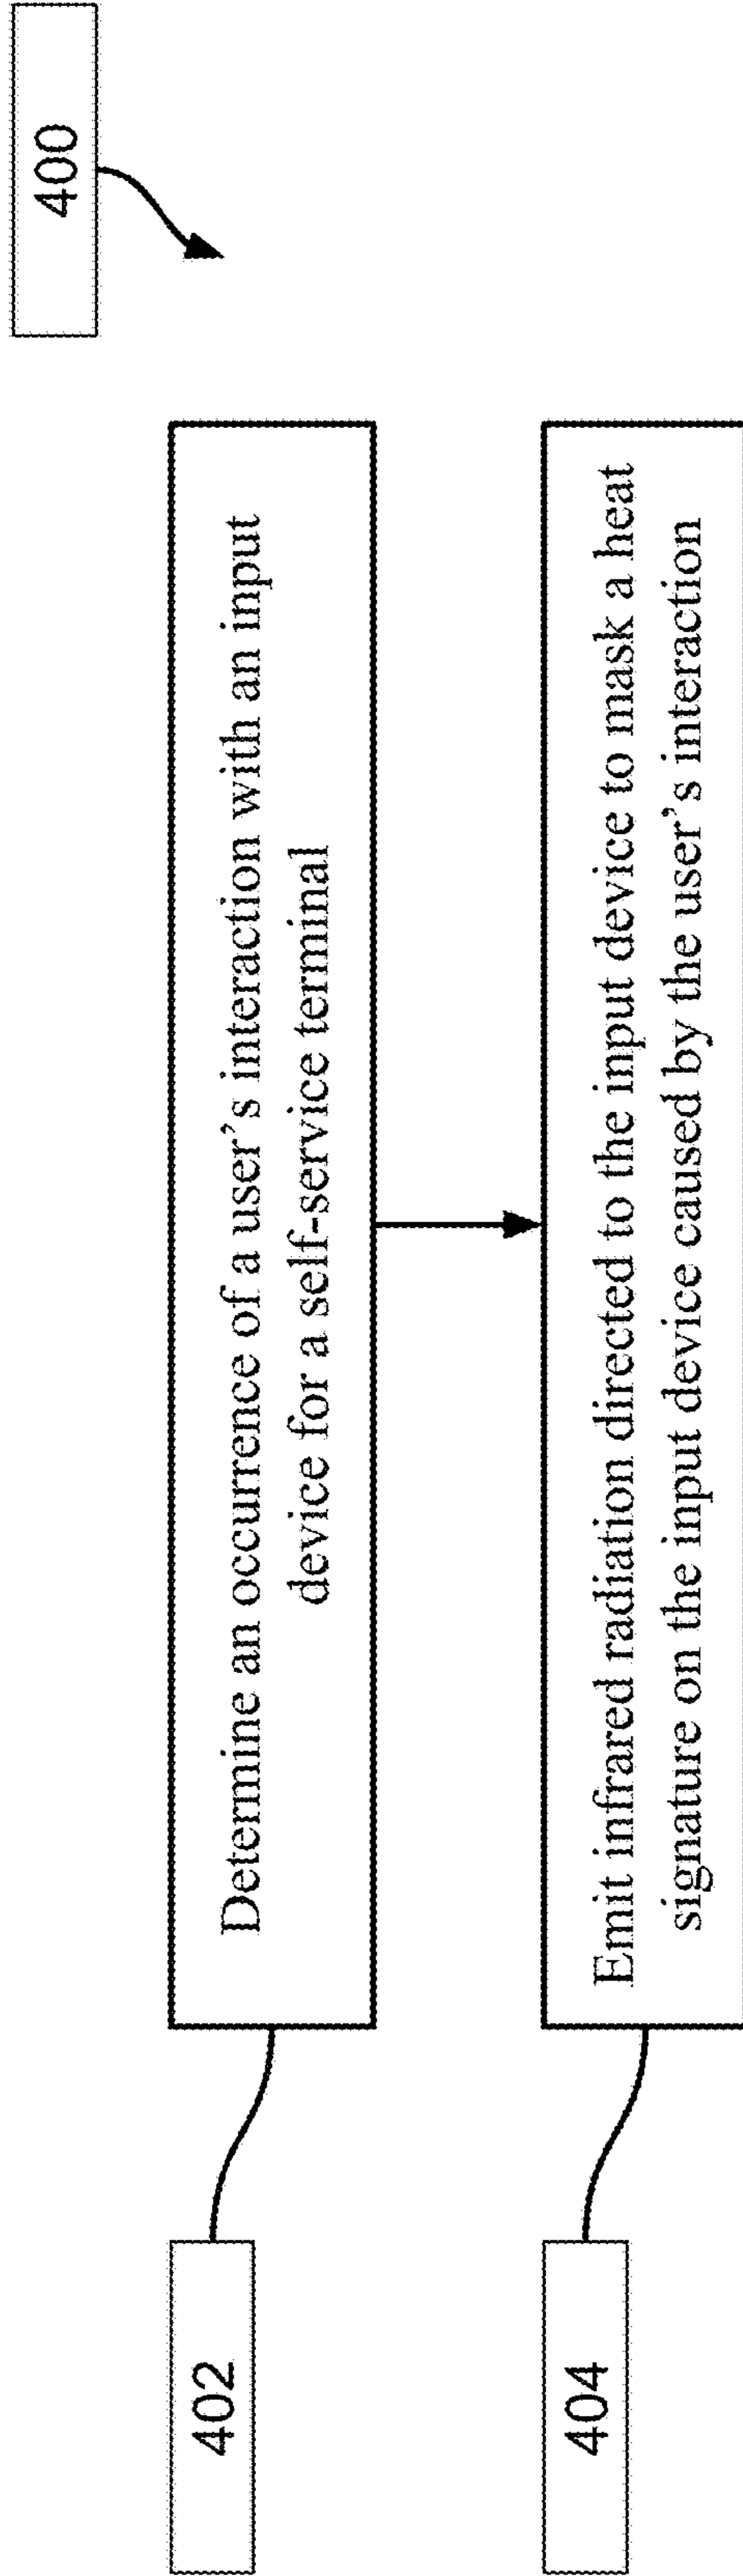 400
402
Determine an occurrence of a user's interaction with an input
device for a self-service terminal
404
Emit infrared radiation directed to the input device to mask a heat
signature on the input device caused by the user's interaction